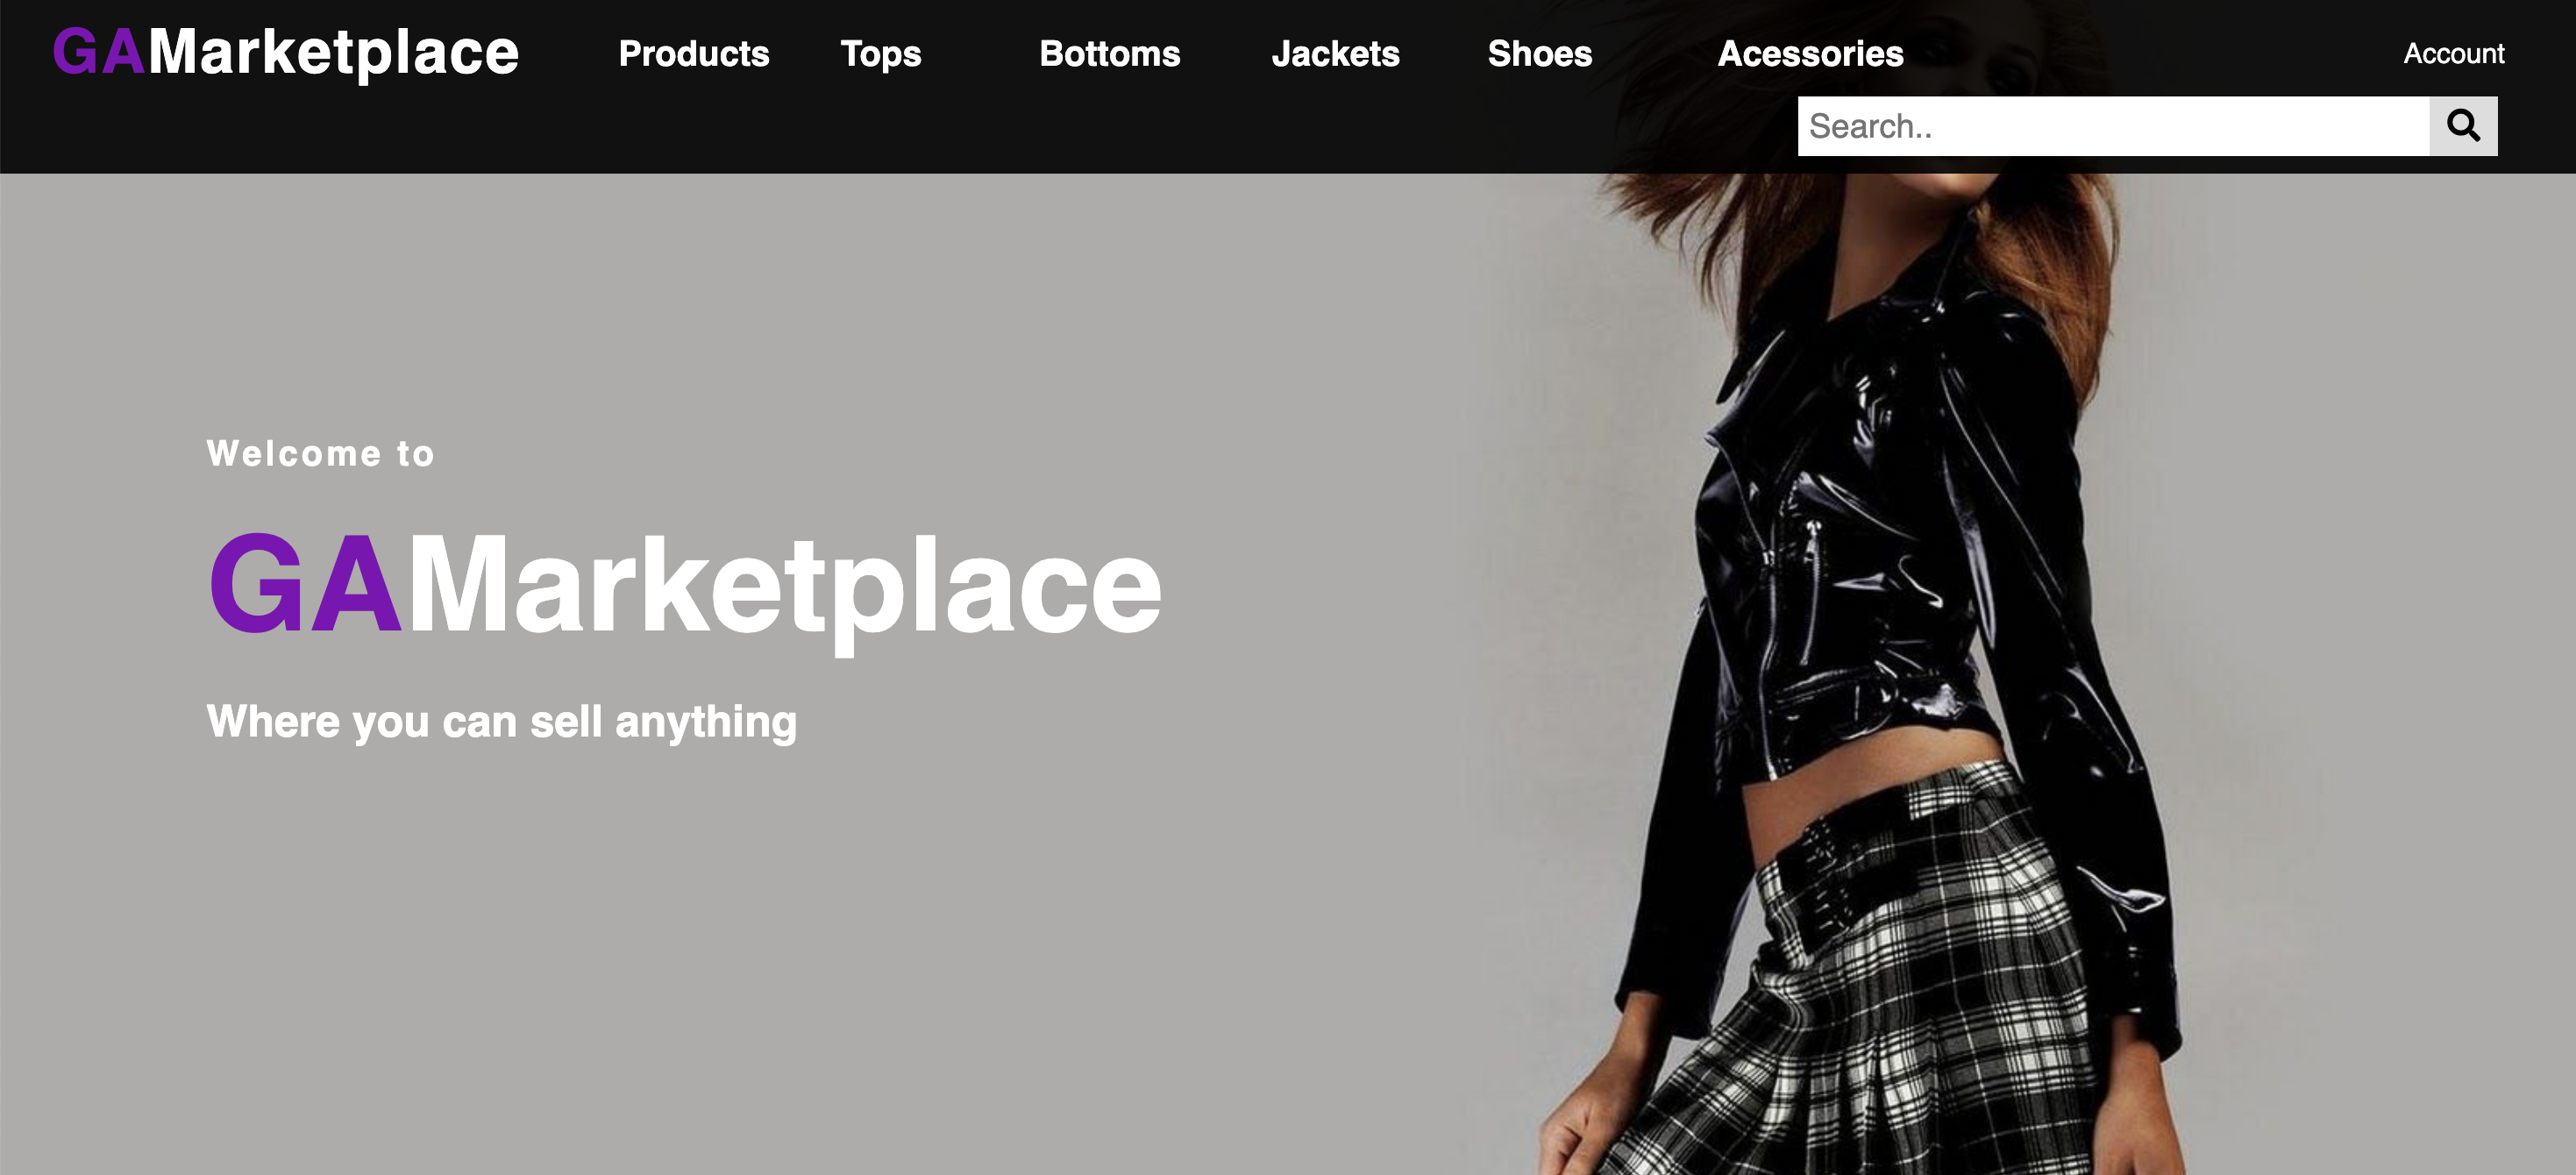 GAMarketplace Products Tops Bottoms Jackets Shoes Acessories Account
Search..
Welcome to
GAMarketplace
Where you can sell anything